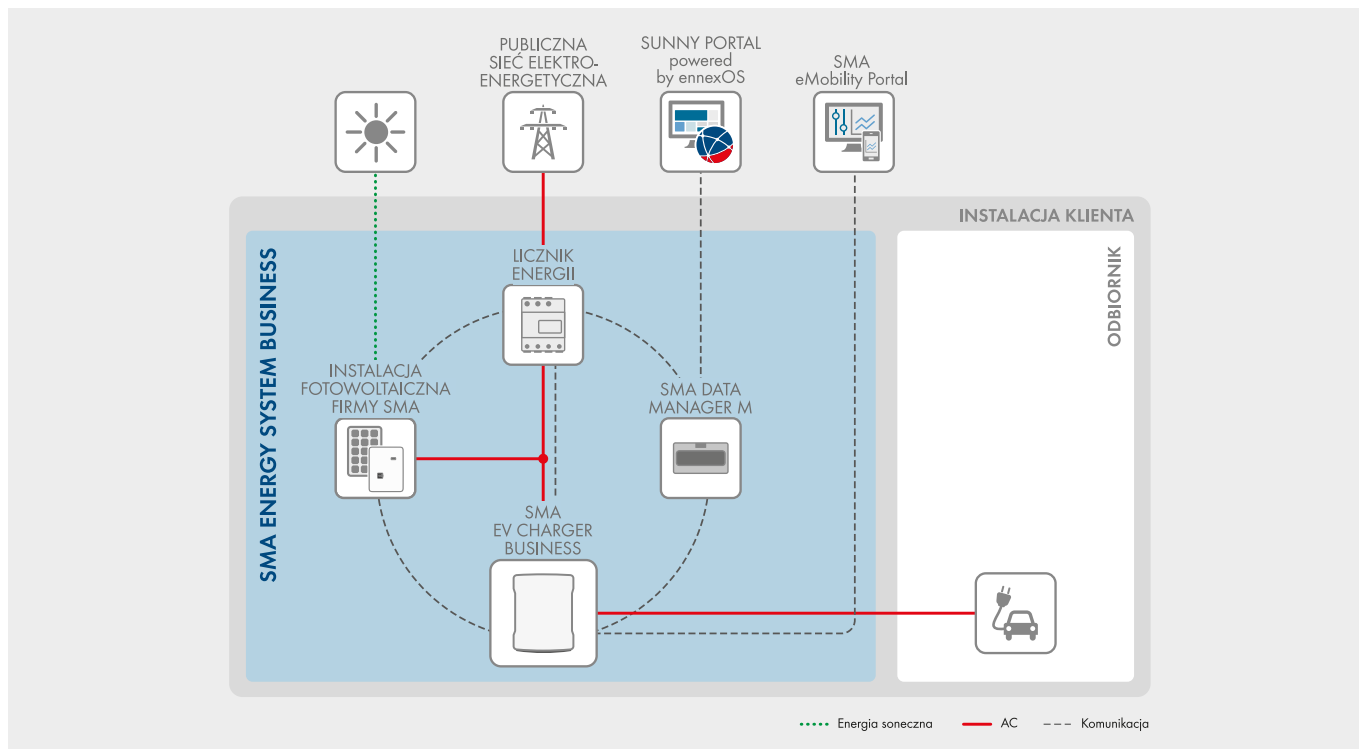 PUBLICZNA
SIEĆ ELEKTRO-
ENERGETYCZNA
SUNNY PORTAL
powered
by ennexOS
SMA
eMobility Portal
INSTALACJA KLIENTA
SMA ENERGY SYSTEM BUSINESS
LICZNIK
ENERGII
ODBIORNIK
INSTALACJA
FOTOWOLTAICZNA
FIRMY SMA
SMA DATA
MANAGER M
SMA
EV CHARGER
BUSINESS
Energia soneczna
AC
Komunikacja